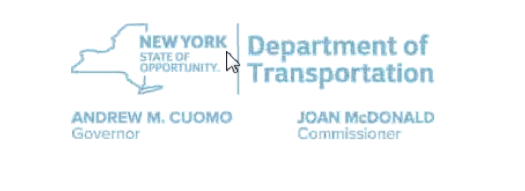 NEW YORK
STATE OF
OPPORTUNITY.
Department of
Transportation
ANDREW M. CUOMO
Governor
JOAN McDONALD
Commissioner